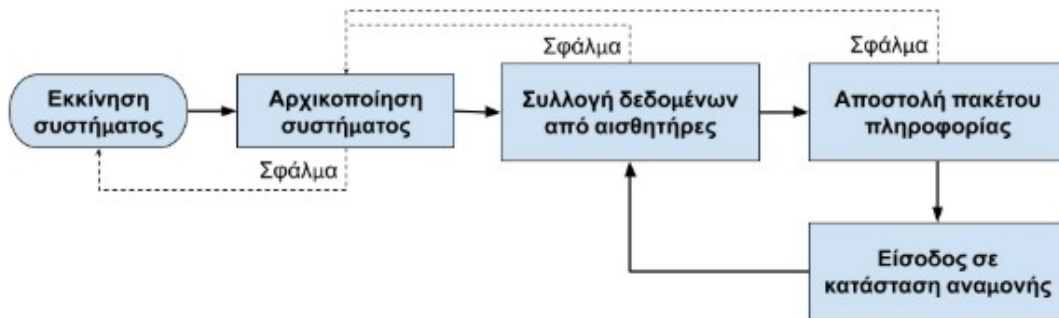 Σφάλμα
Σφάλμα
Εκκίνηση
συστήματος
Αρχικοποίηση
συστήματος
Συλλογή δεδομένων
από αισθητήρες
Αποστολή πακέτου
πληροφορίας
Σφάλμα
Είσοδος σε
κατάσταση αναμονής